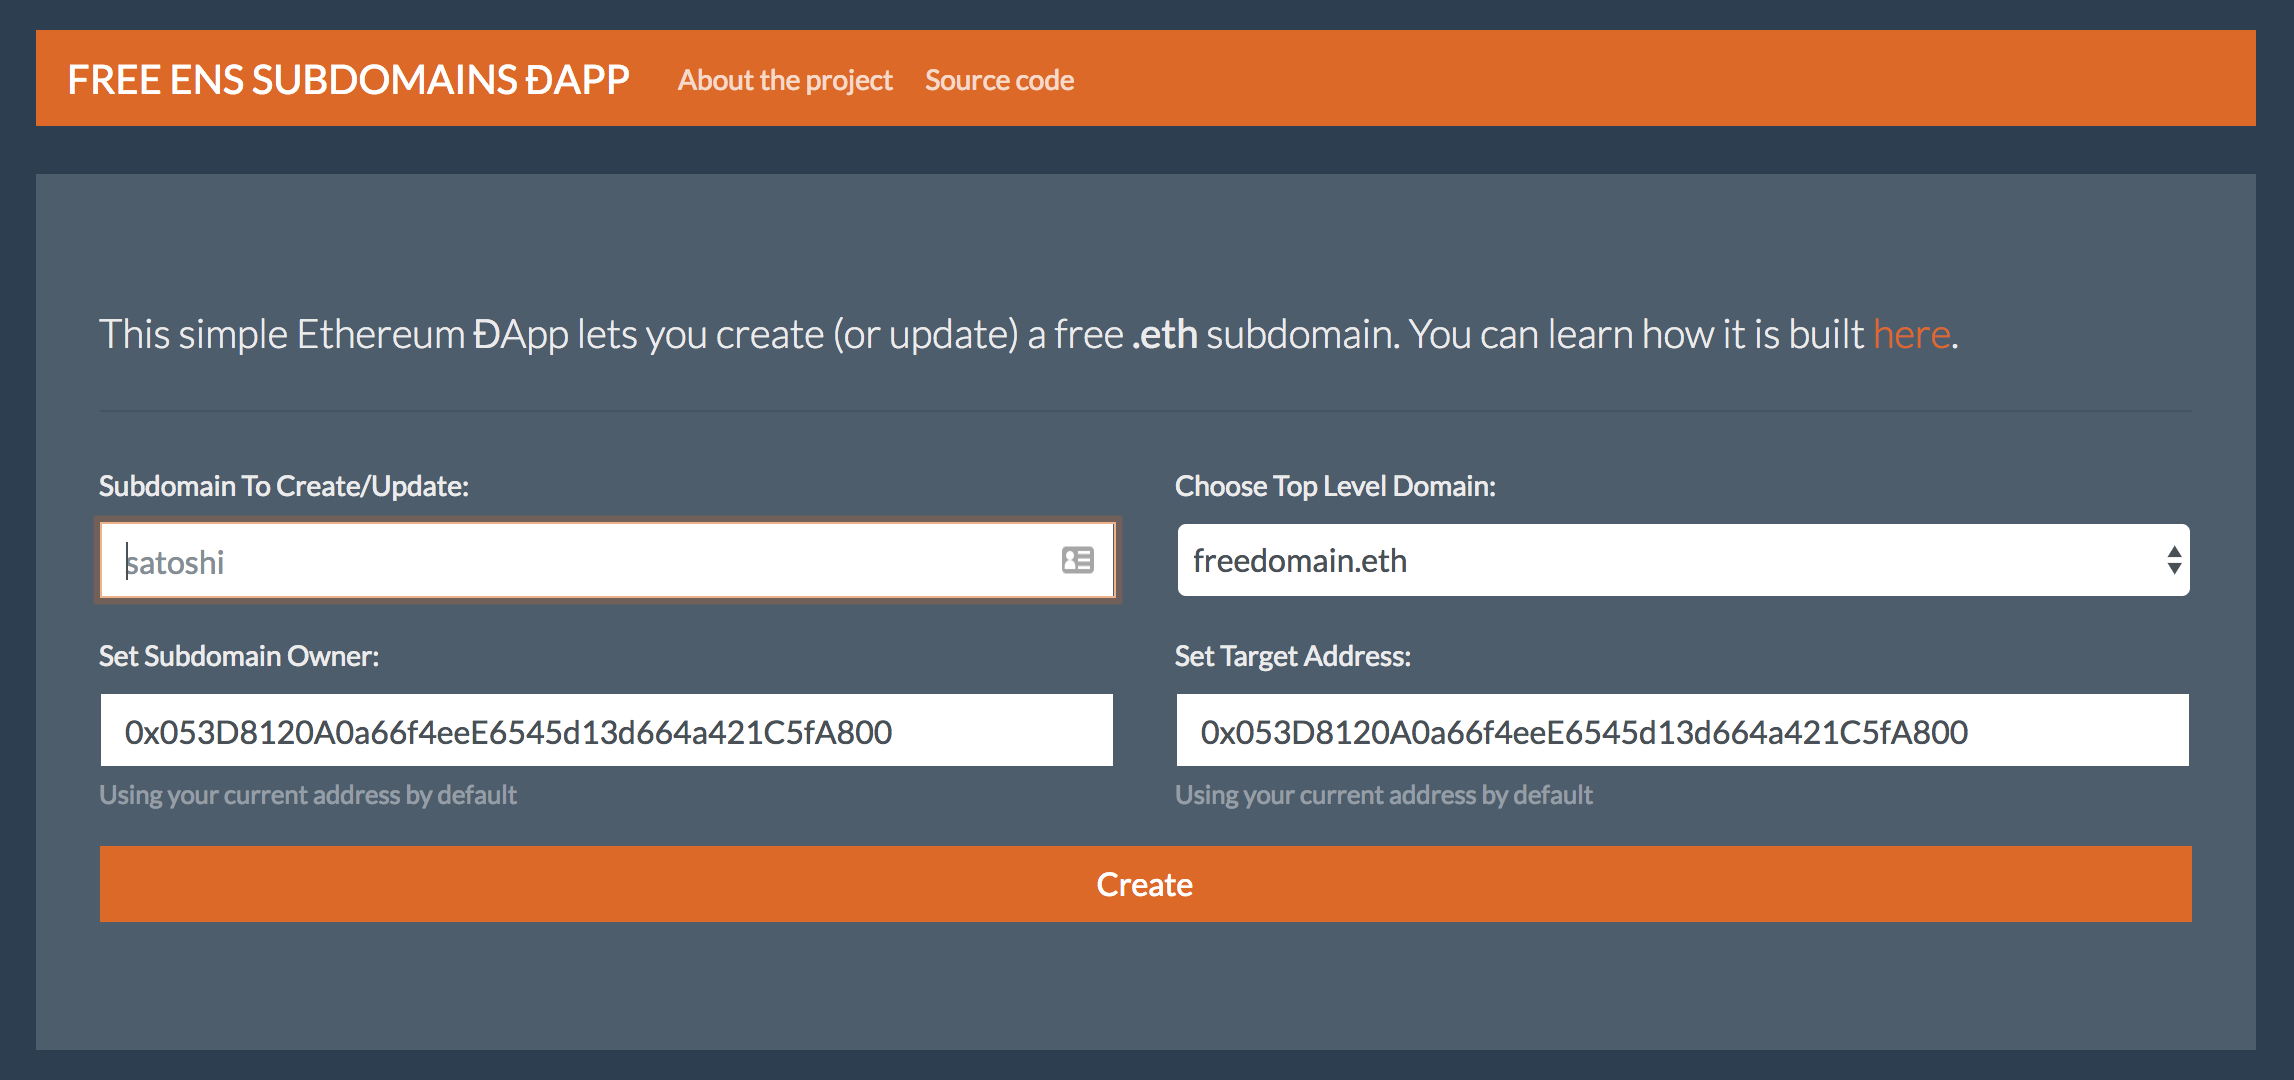 FREE ENS SUBDOMAINS ĐAPP
About the project
Source code
This simple Ethereum ĐApp lets you create (or update) a free .eth subdomain. You can learn how it is built here.
Subdomain To Create/Update:
Choose Top Level Domain:
satoshi
freedomain.eth
Set Subdomain Owner:
Set Target Address:
0x053D8120A0a66f4eeE6545d13d664a421C5fA800
0x053D8120A0a66f4eeE6545d13d664a421C5fA800
Using your current address by default
Using your current address by default
Create